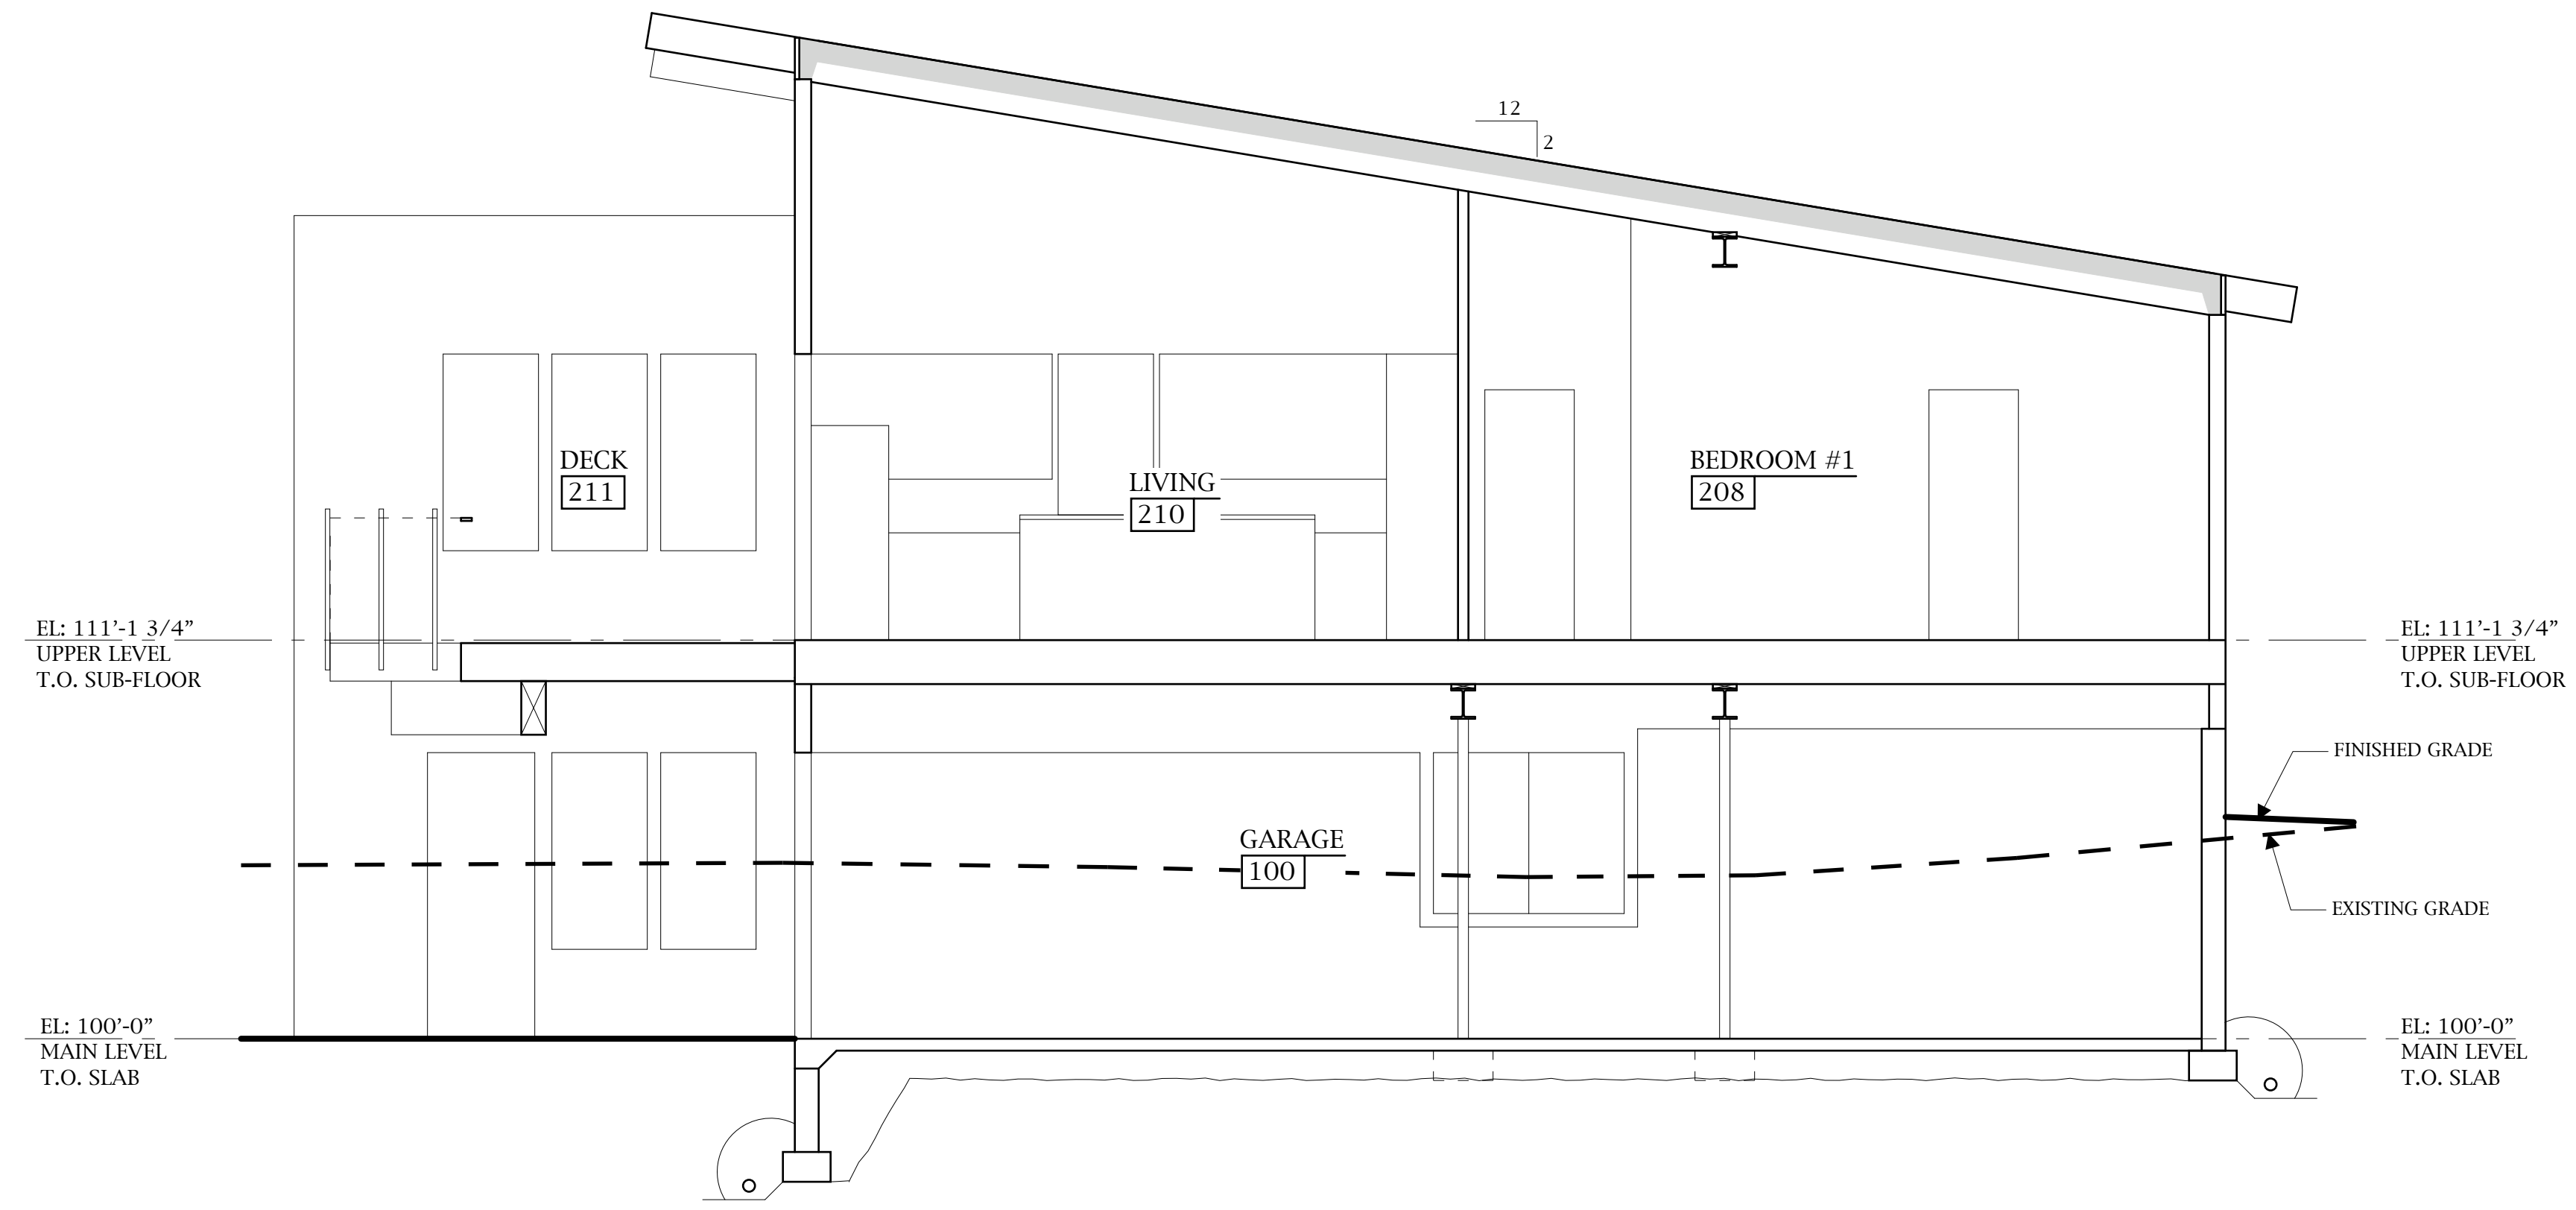 12
2
DECK
211
LIVING
210
BEDROOM #1
208
EL: 111’-1 3/4”
UPPER LEVEL
T.O. SUB-FLOOR
EL: 111’-1 3/4”
UPPER LEVEL
T.O. SUB-FLOOR
FINISHED GRADE
GARAGE
100
EXISTING GRADE
EL: 100’-0”
MAIN LEVEL
T.O. SLAB
EL: 100’-0”
MAIN LEVEL
T.O. SLAB